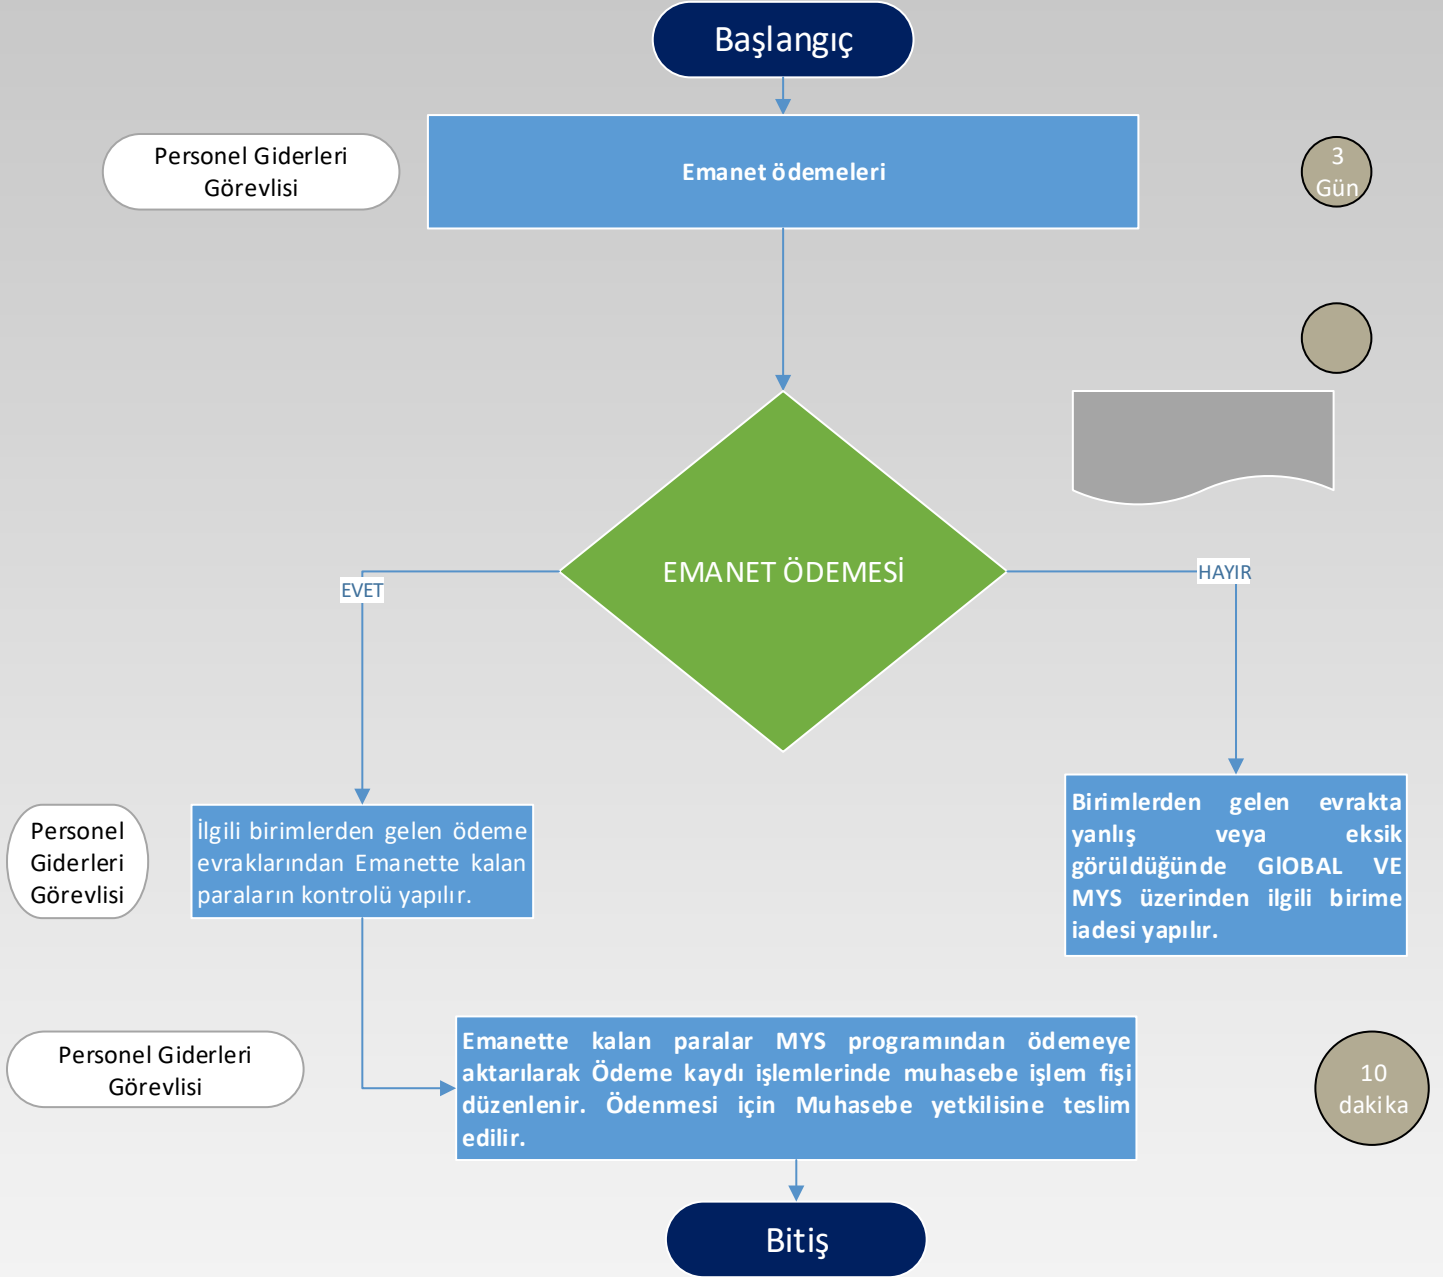 Başlangıç
Personel Giderleri
Görevlisi
Emanet ödemeleri
3
Gün
EMANET ÖDEMESİ
EVET
HAYIR
Personel
Giderleri
Görevlisi
İlgili birimlerden gelen ödeme
evraklarından Emanette kalan
paraların kontrolü yapılır.
Birimlerden gelen evrakta
yanlış veya eksik
görüldüğünde GlOBAL VE
MYS üzerinden ilgili birime
iadesi yapılır.
Personel Giderleri
Görevlisi
Emanette kalan paralar MYS programından ödemeye
aktarılarak Ödeme kaydı işlemlerinde muhasebe işlem fişi
düzenlenir. Ödenmesi için Muhasebe yetkilisine teslim
edilir.
10
dakika
Bitiş